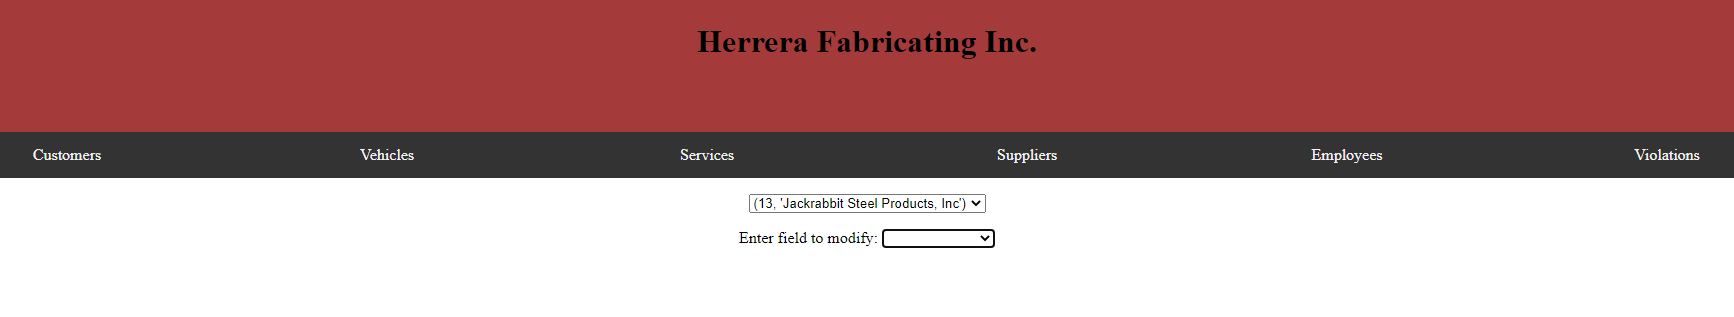 Herrera Fabricating Inc.
Customers Vehicles Services Suppliers Employees Violations
(13, 'Jackrabbit Steel Products, Inc')
Enter field to modify: